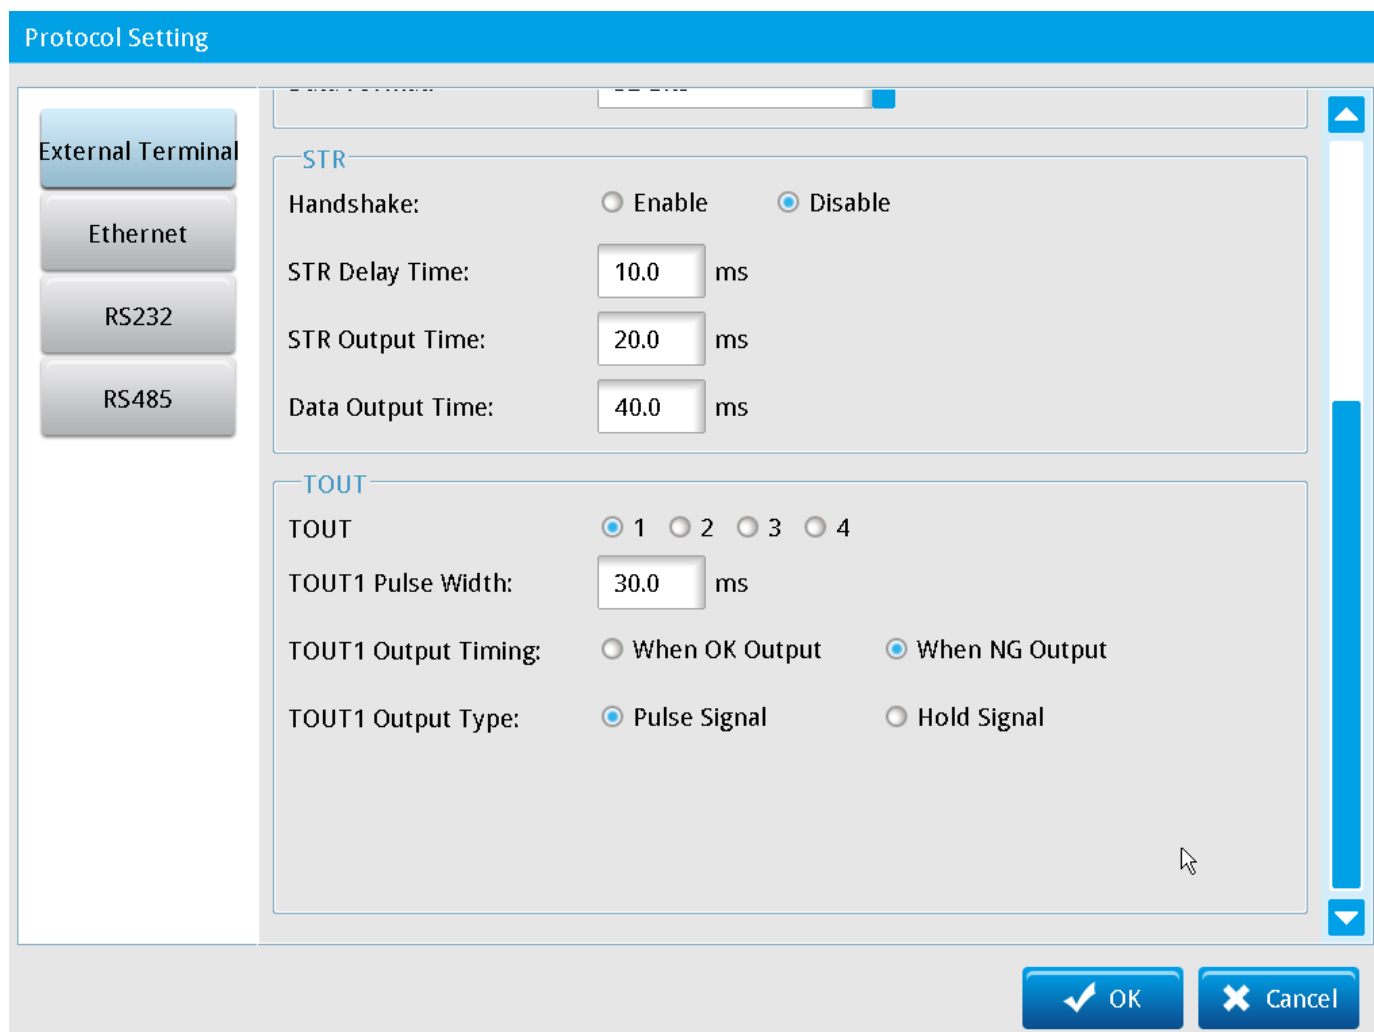 Protocol Setting
External Terminal
Ethernet
RS232
RS485
STR
Handshake: Enable Disable
STR Delay Time: 10.0 ms
STR Output Time: 20.0 ms
Data Output Time: 40.0 ms
TOUT
TOUT 1 2 3 4
TOUT1 Pulse Width: 30.0 ms
TOUT1 Output Timing: When OK Output When NG Output
TOUT1 Output Type: Pulse Signal Hold Signal
OK Cancel